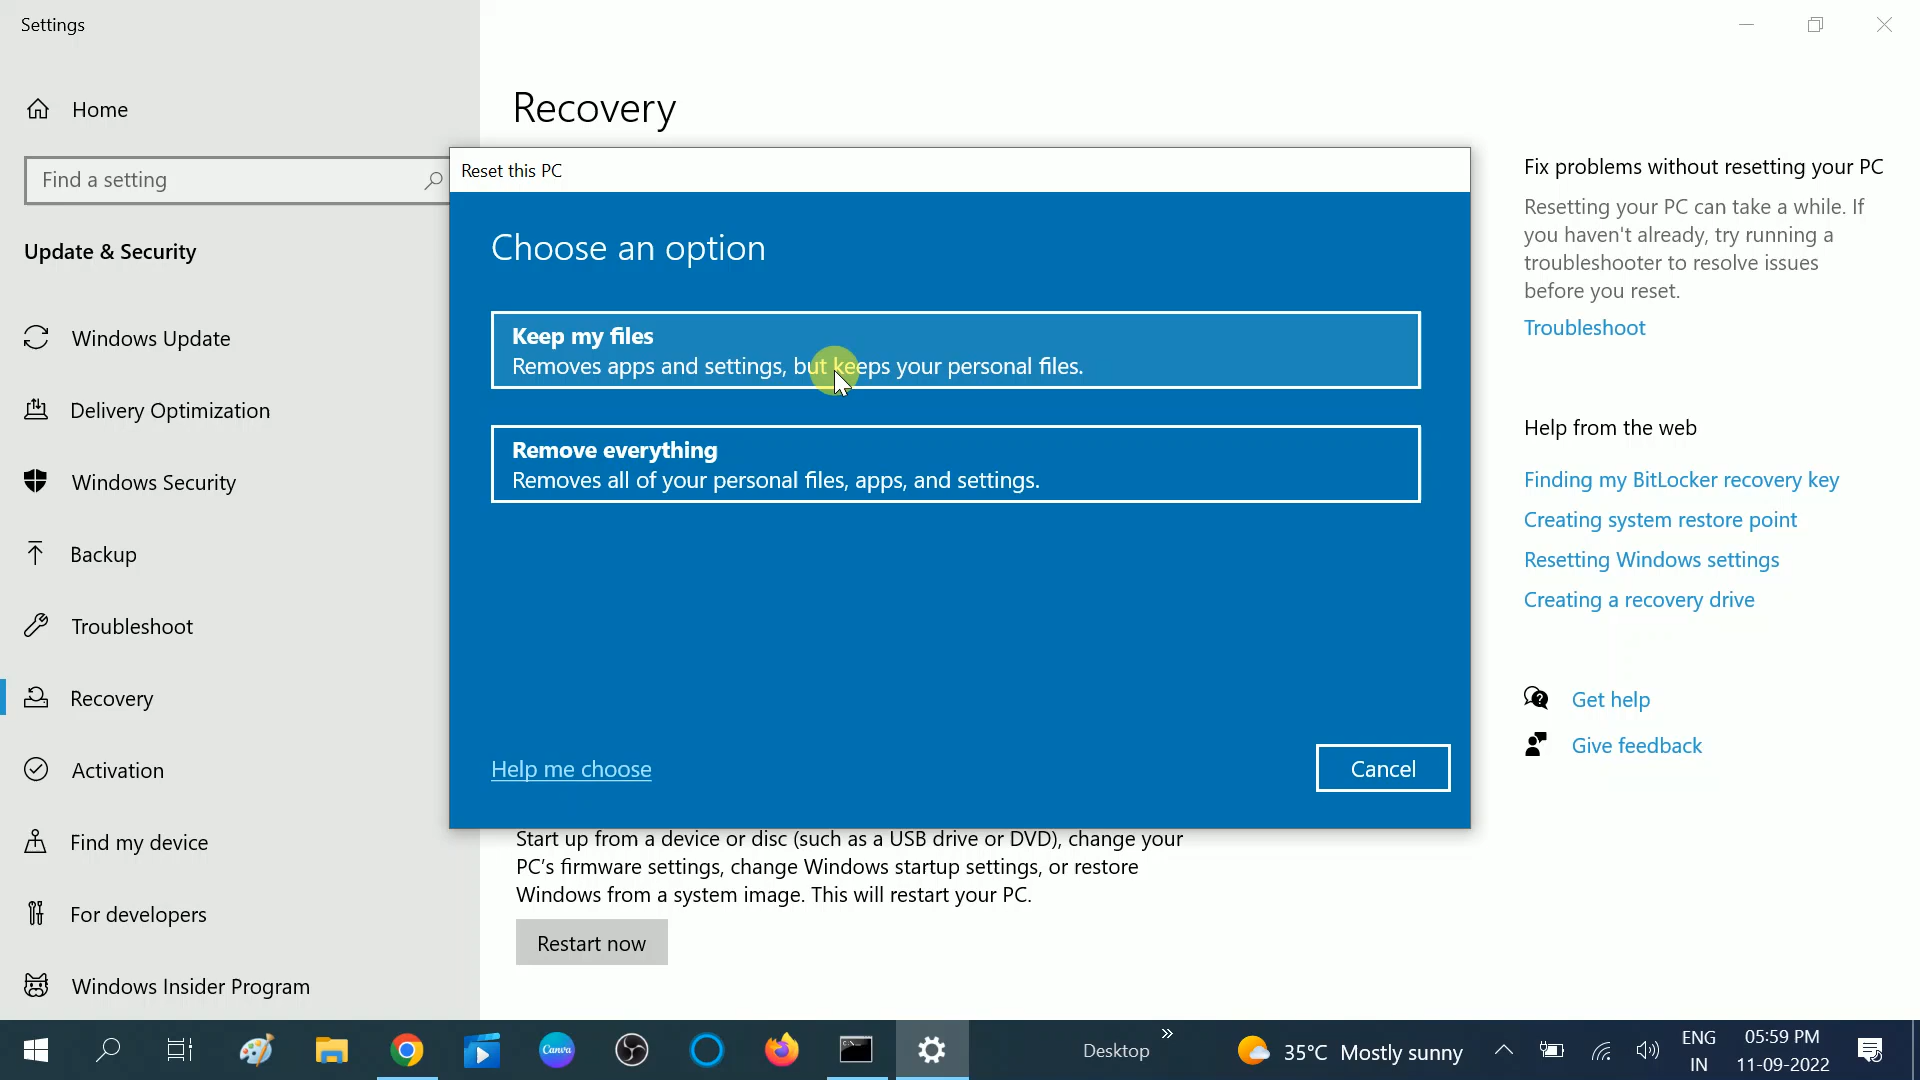 Settings
Home
Find a setting
Update & Security
Windows Update
Delivery Optimization
Windows Security
Backup
Troubleshoot
Recovery
Activation
Find my device
For developers
Windows Insider Program
Recovery
Reset this PC
Choose an option
Keep my files
Removes apps and settings, but keeps your personal files.
Remove everything
Removes all of your personal files, apps, and settings.
Help me choose
Cancel
Start up from a device or disc (such as a USB drive or DVD), change your
PC's firmware settings, change Windows startup settings, or restore
Windows from a system image. This will restart your PC.
Restart now
Fix problems without resetting your PC
Resetting your PC can take a while. If
you haven't already, try running a
troubleshooter to resolve issues
before you reset.
Troubleshoot
Help from the web
Finding my BitLocker recovery key
Creating system restore point
Resetting Windows settings
Creating a recovery drive
Get help
Give feedback
Canva
Desktop
35°C Mostly sunny
ENG
IN
05:59 PM
11-09-2022